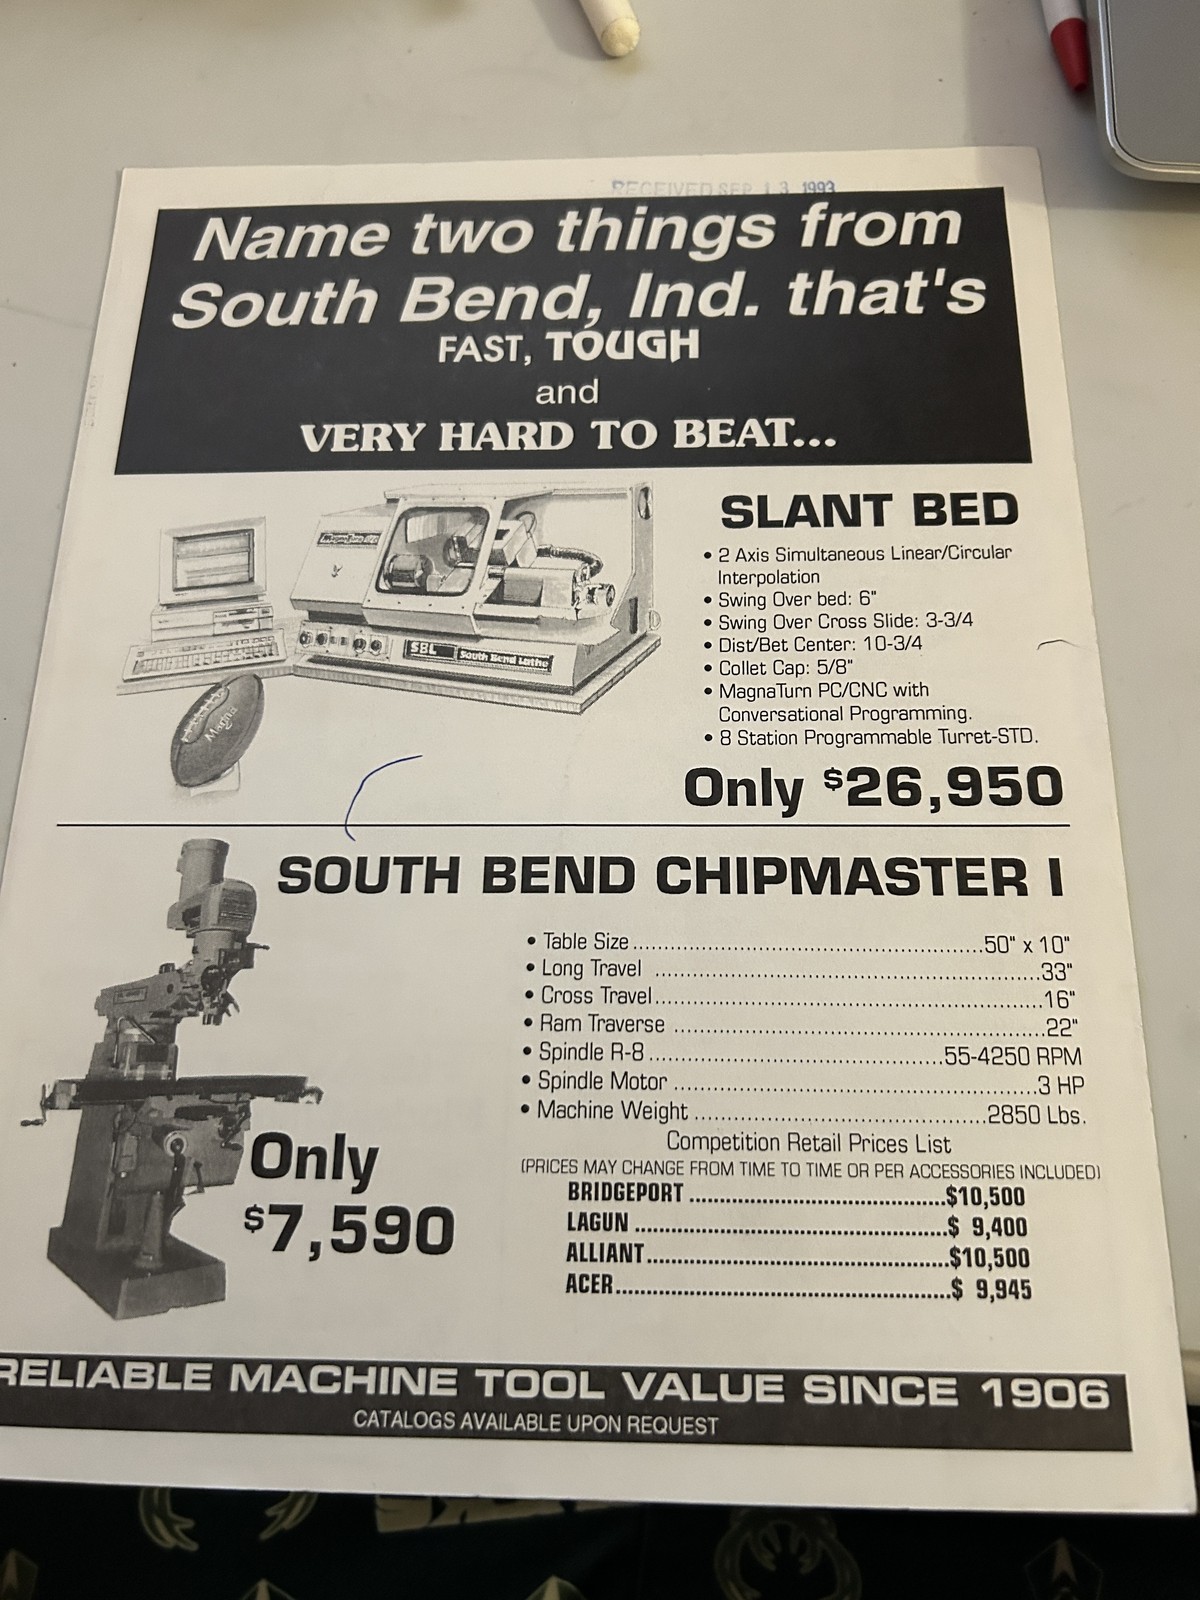 RECEIVED SEP 13 1993
Name two things from
South Bend, Ind. that's
FAST, TOUGH
and
VERY HARD TO BEAT...
SLANT BED
• 2 Axis Simultaneous Linear/Circular
Interpolation
• Swing Over bed: 6"
• Swing Over Cross Slide: 3-3/4
• Dist/Bet Center: 10-3/4
• Collet Cap: 5/8"
• MagnaTurn PC/CNC with
Conversational Programming.
• 8 Station Programmable Turret-STD.
Only $26,950
SBL South Bend Lathe
Magna
SOUTH BEND CHIPMASTER I
• Table Size....................50" x 10"
• Long Travel ....................33"
• Cross Travel....................16"
• Ram Traverse ....................22"
• Spindle R-8....................55-4250 RPM
• Spindle Motor ....................3 HP
• Machine Weight ....................2850 Lbs.
Only
$7,590
Competition Retail Prices List
(PRICES MAY CHANGE FROM TIME TO TIME OR PER ACCESSORIES INCLUDED)
BRIDGEPORT ....................$10,500
LAGUN ....................$ 9,400
ALLIANT....................$10,500
ACER....................$ 9,945
RELIABLE MACHINE TOOL VALUE SINCE 1906
CATALOGS AVAILABLE UPON REQUEST